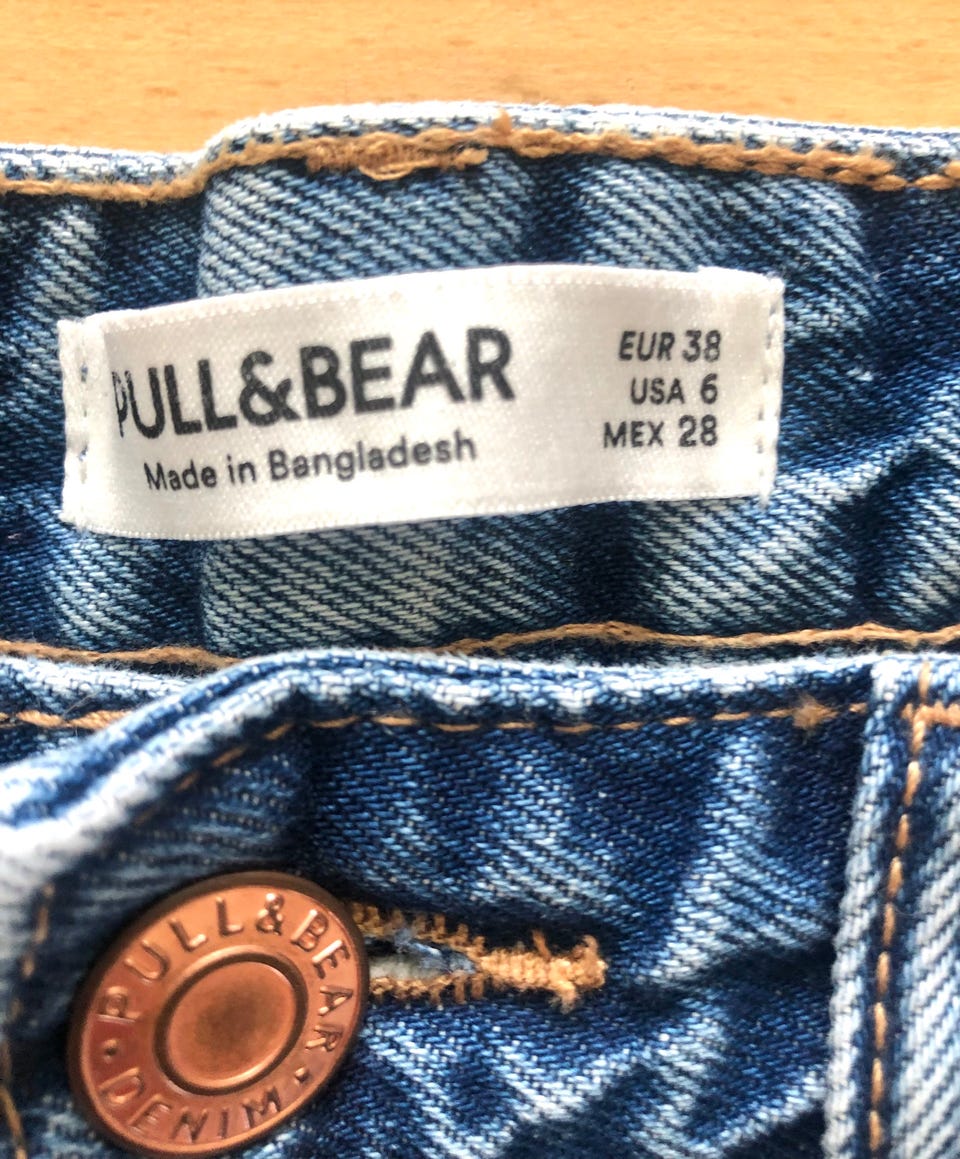 PULL&BEAR
Made in Bangladesh
EUR 38
USA 6
MEX 28
PULL&BEAR
• DENIM •